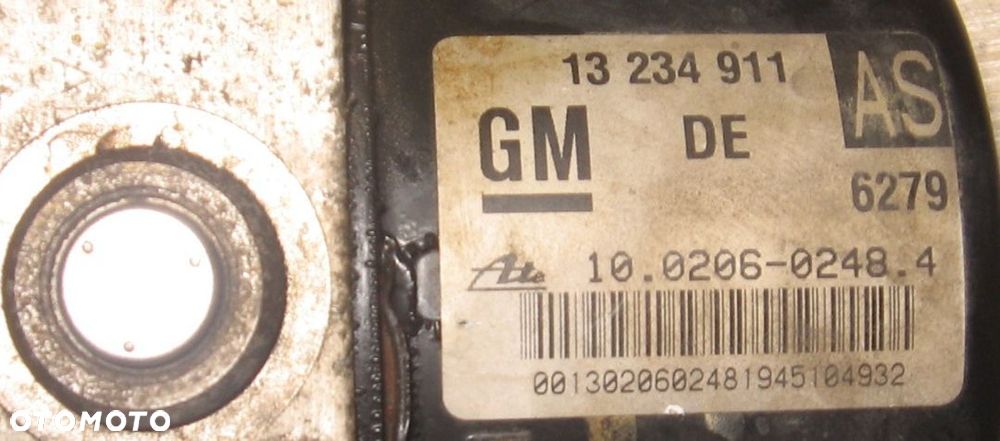 13 234 911
AS
GM
DE
6279
Ate
10.0206-0248.4
0013020602481945104932
OTOMOTO